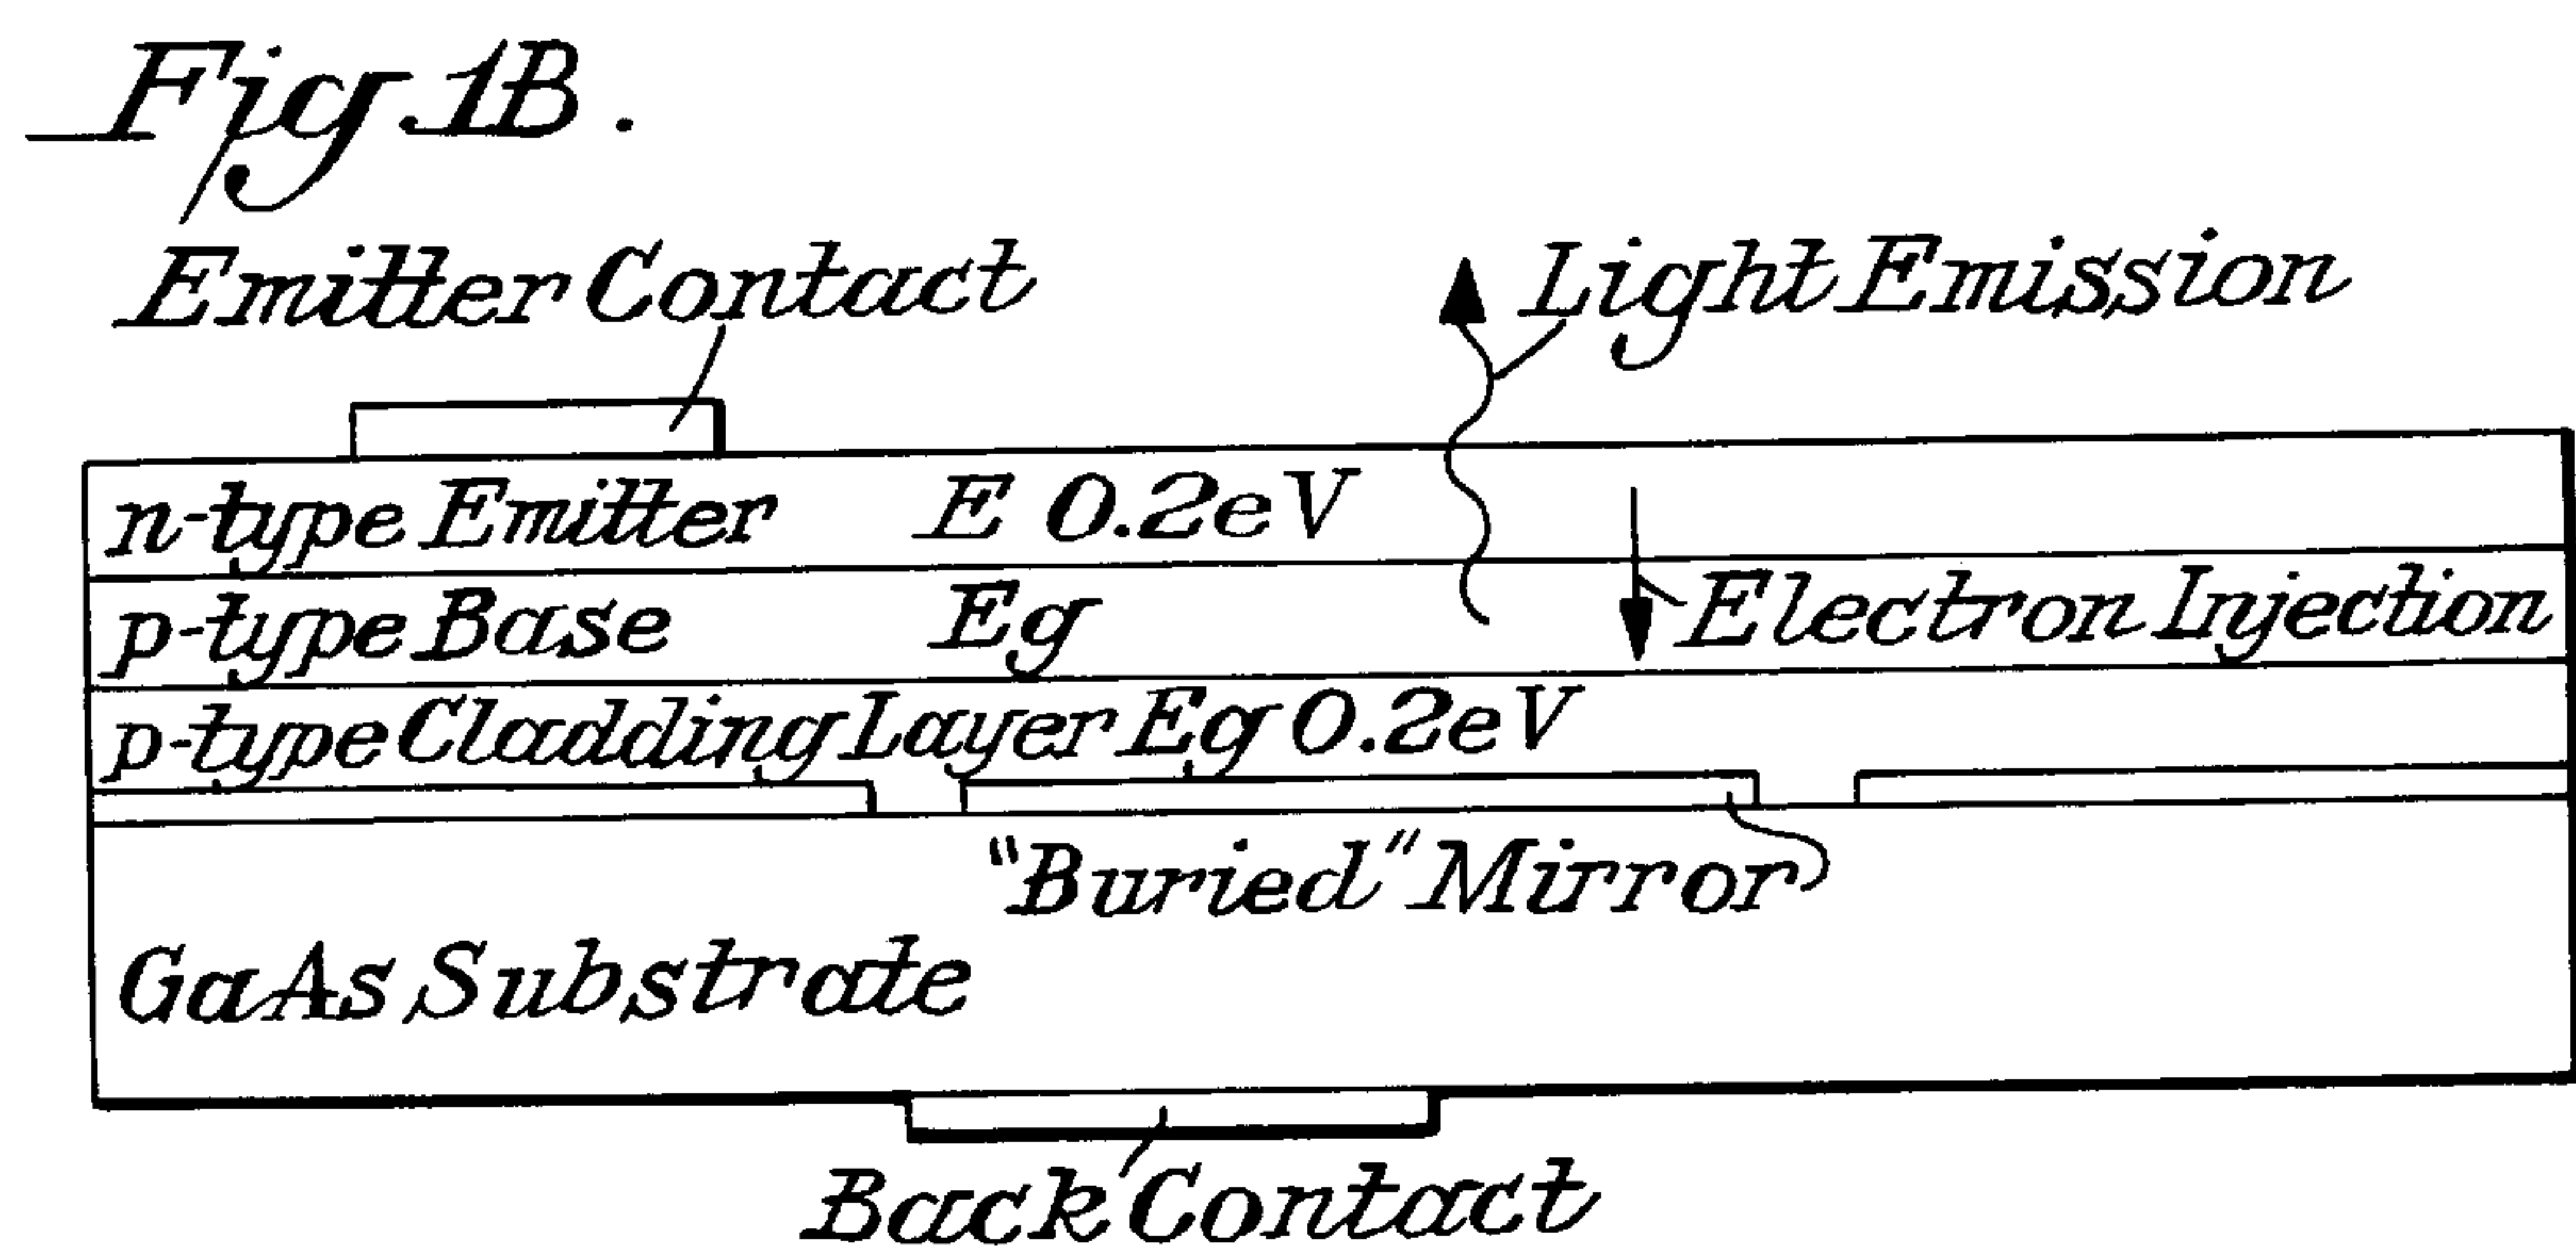 Fig.1B.
Emitter Contact
Light Emission
n-type Emitter E 0.2eV
p-type Base Eg
Electron Injection
p-type Cladding Layer Eg 0.2eV
"Buried" Mirror
GaAs Substrate
Back Contact